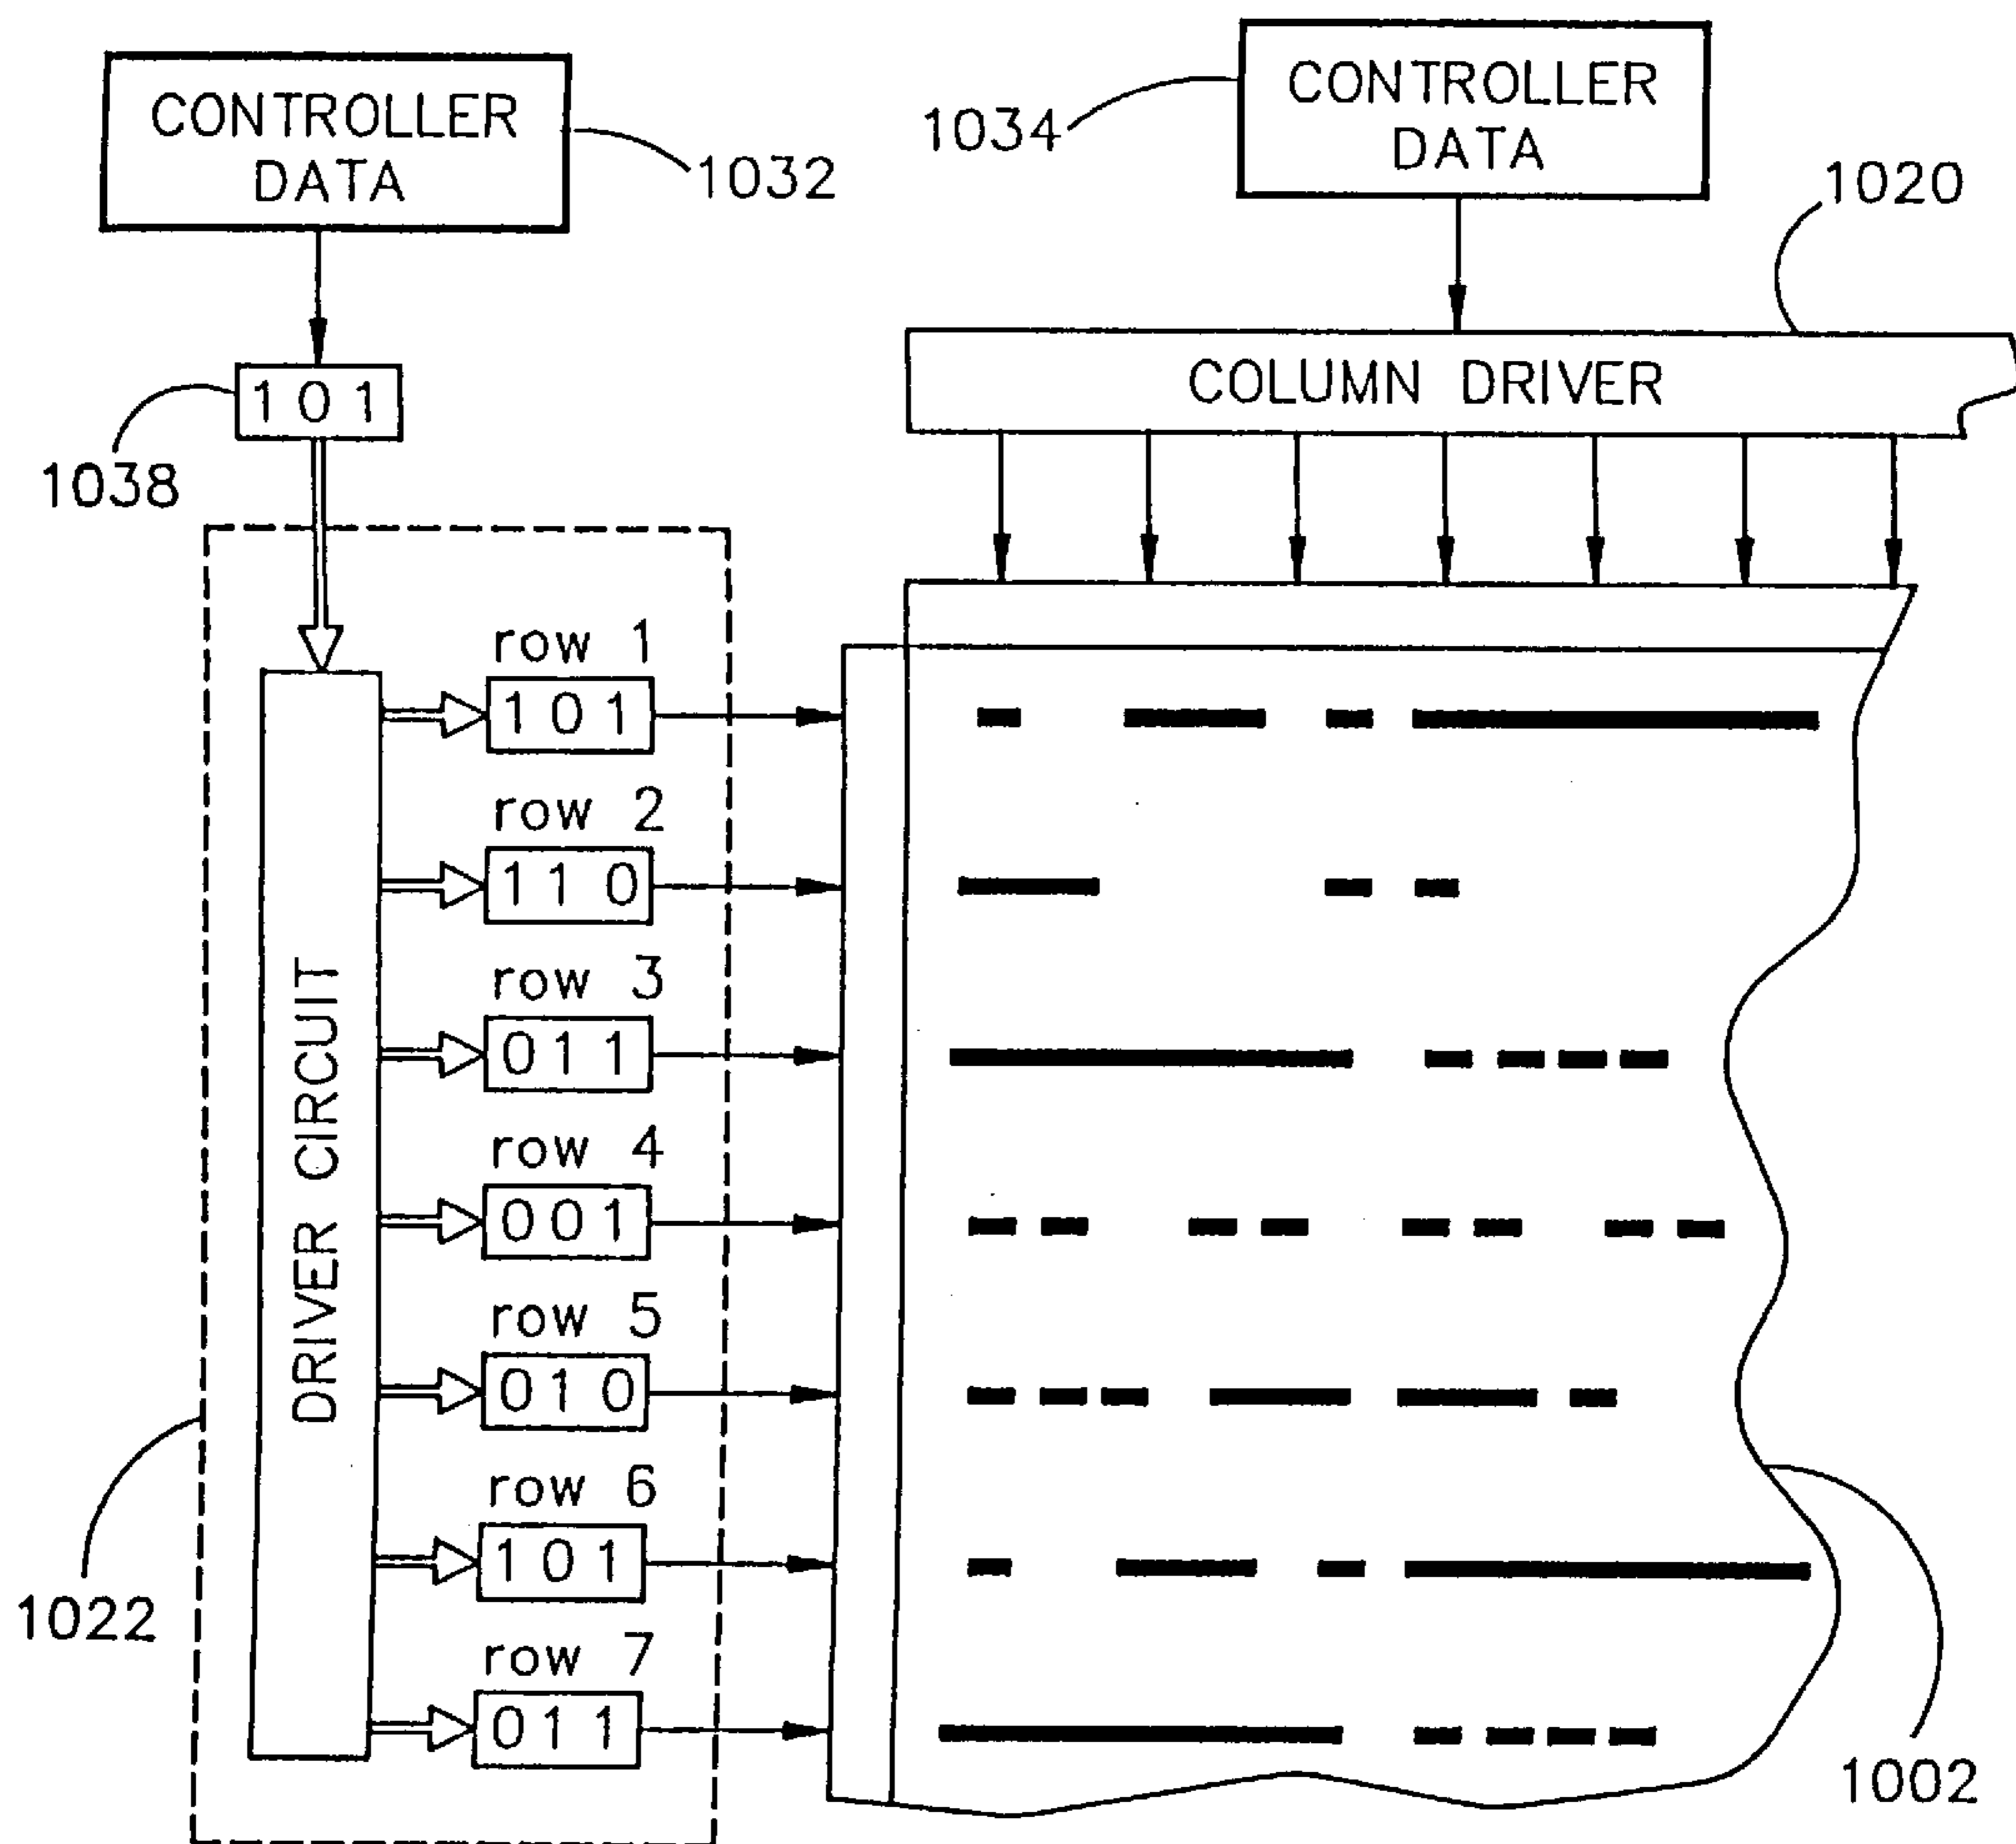 CONTROLLER
DATA
1032
1034
CONTROLLER
DATA
1020
1 0 1
1038
COLUMN DRIVER
DRIVER CIRCUIT
row 1
1 0 1
row 2
1 1 0
row 3
0 1 1
row 4
0 0 1
row 5
0 1 0
row 6
1 0 1
row 7
0 1 1
1022
1002